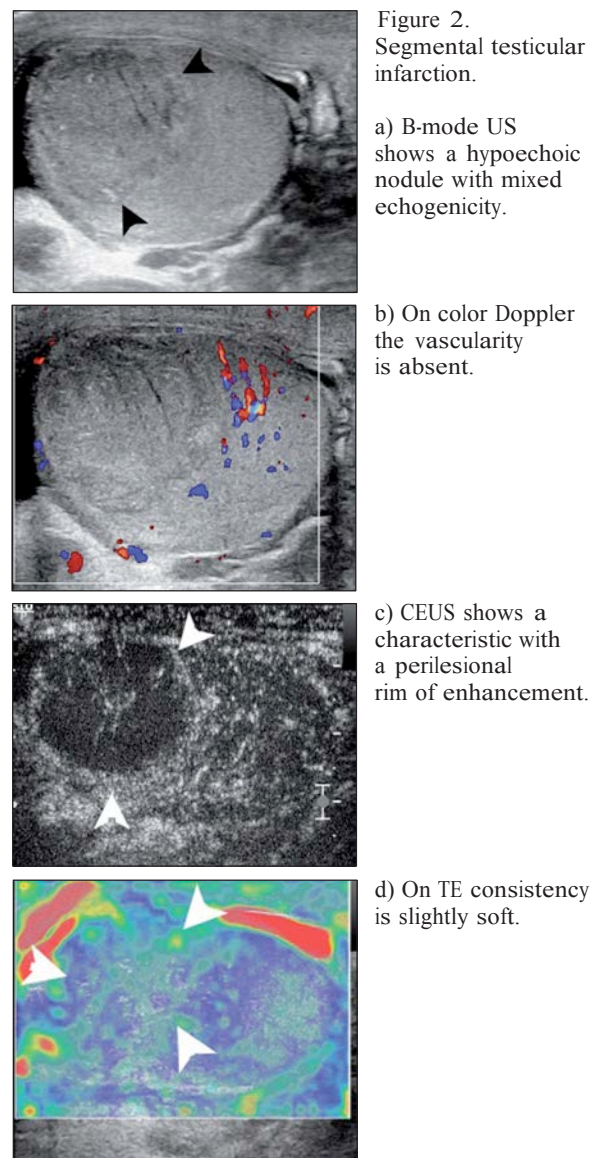 Figure 2.
Segmental testicular
infarction.
a) B-mode US
shows a hypoechoic
nodule with mixed
echogenicity.
b) On color Doppler
the vascularity
is absent.
c) CEUS shows a
characteristic with
a perilesional
rim of enhancement.
d) On TE consistency
is slightly soft.